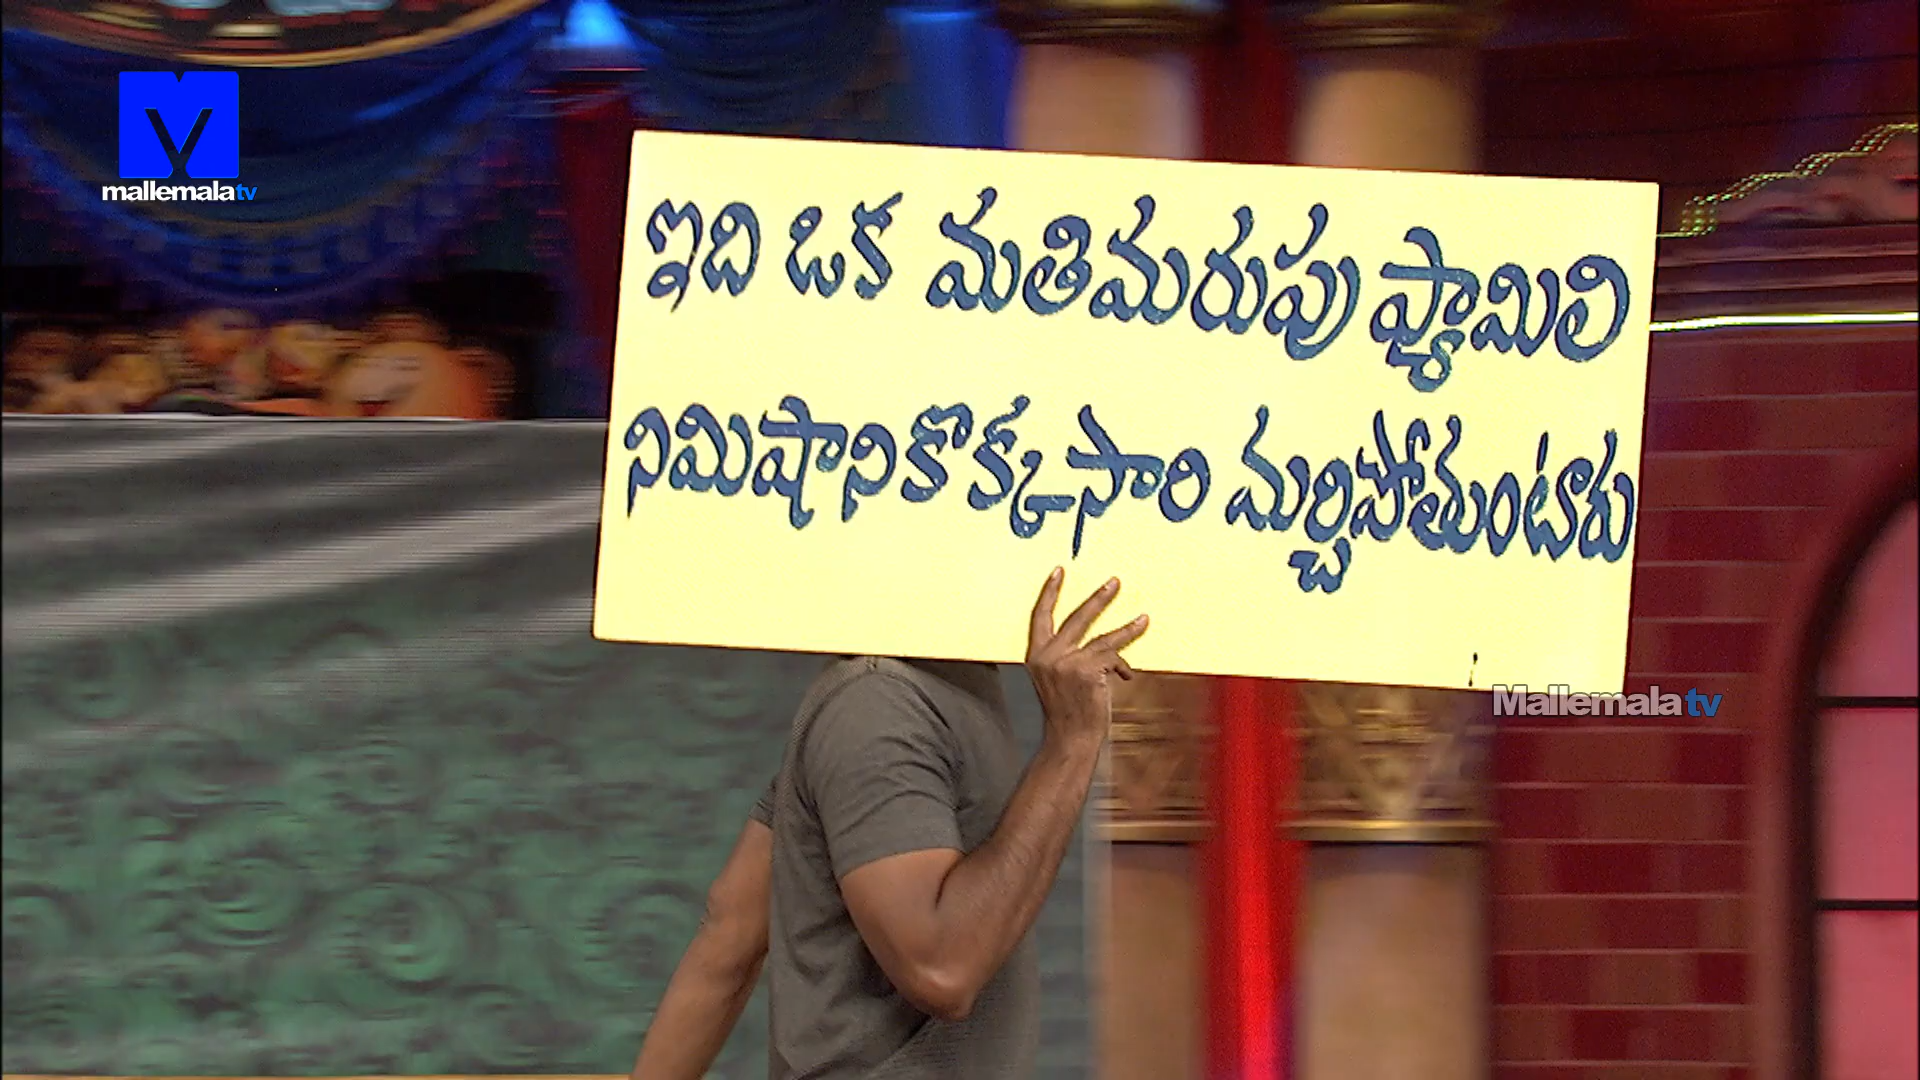 mallemalatv
ఇది ఒక మతిమరుపు ఫ్యామిలి
నిమిషానికొక్కసారి మర్చిపోతుంటారు
Mallemalatv